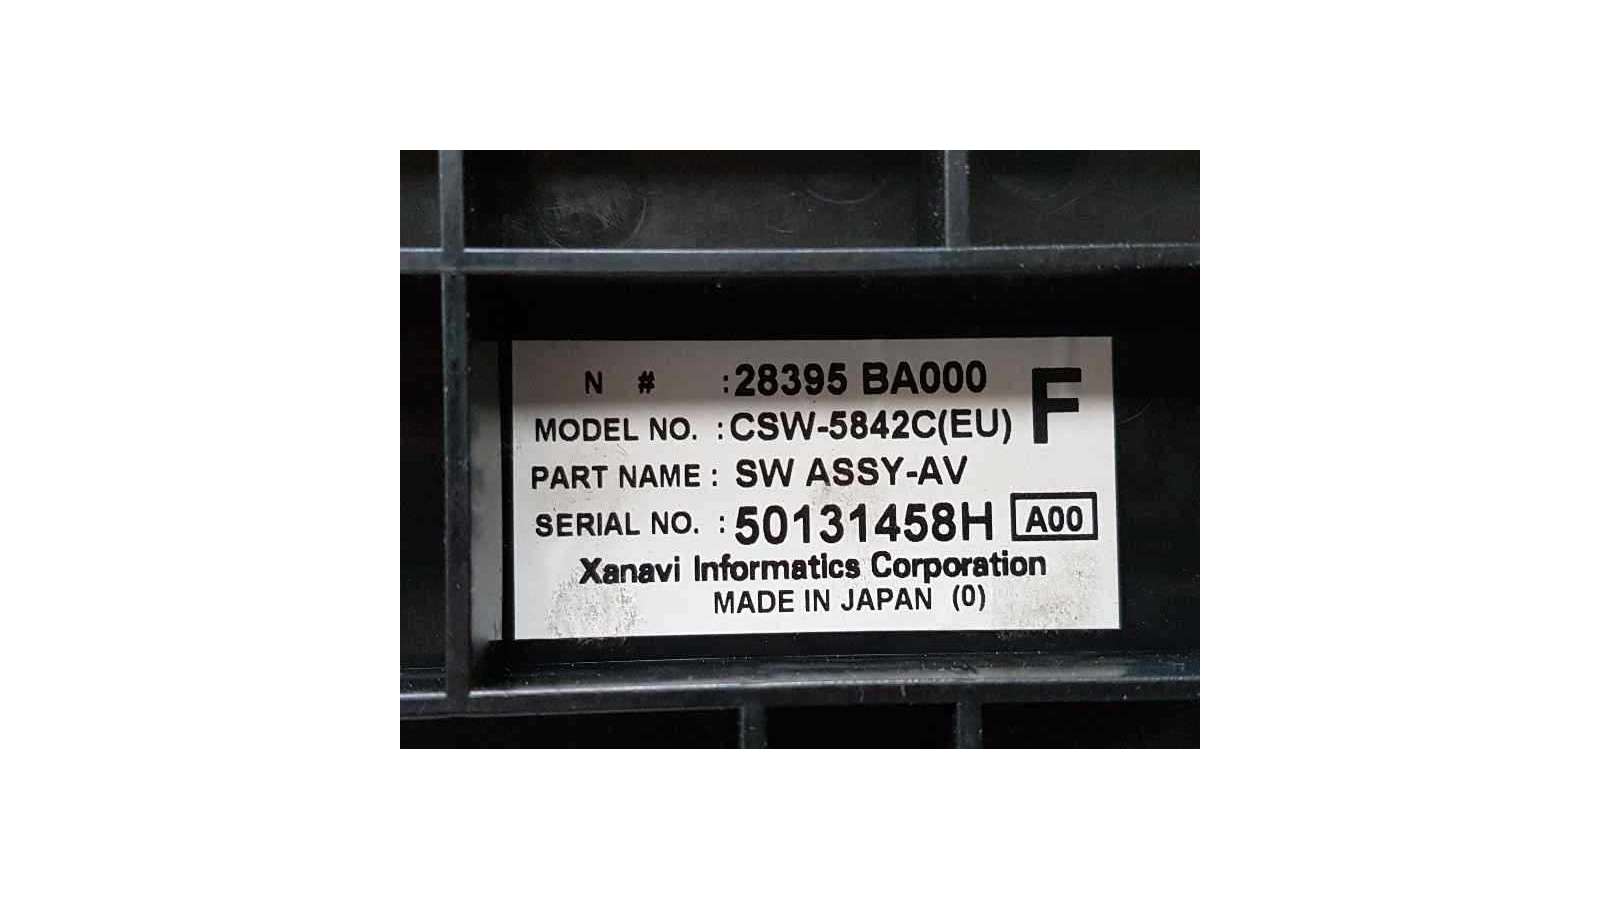 N # :28395 BA000 F
MODEL NO. :CSW-5842C(EU)
PART NAME : SW ASSY-AV
SERIAL NO. :50131458H A00
Xanavi Informatics Corporation
MADE IN JAPAN (0)